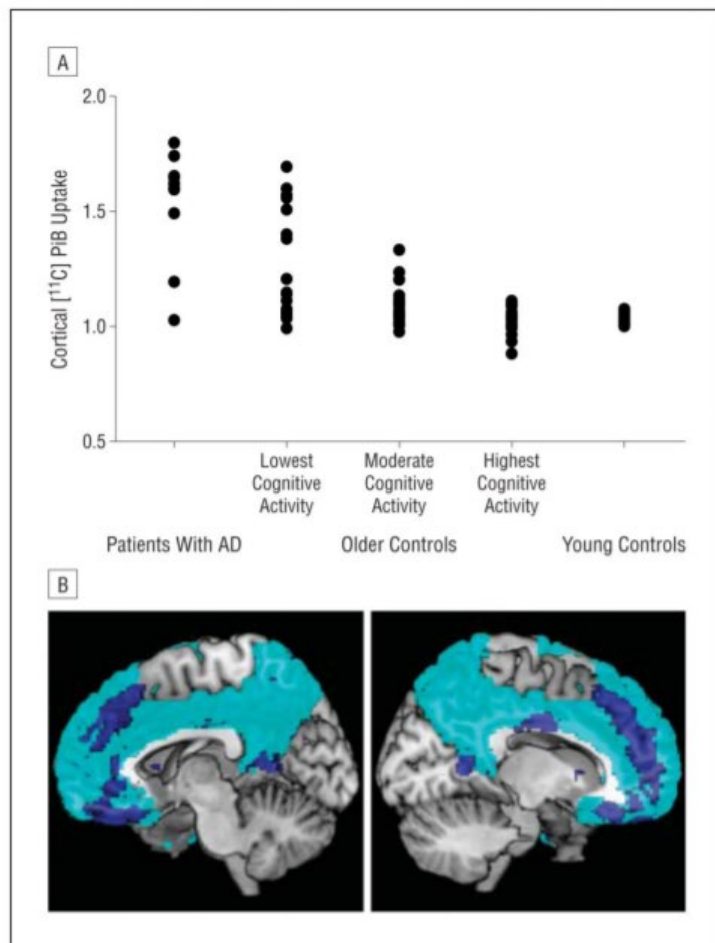 A
2.0
1.5
1.0
0.5
Cortical [¹¹C] PiB Uptake
Lowest
Cognitive
Activity
Moderate
Cognitive
Activity
Highest
Cognitive
Activity
Patients With AD
Older Controls
Young Controls
B